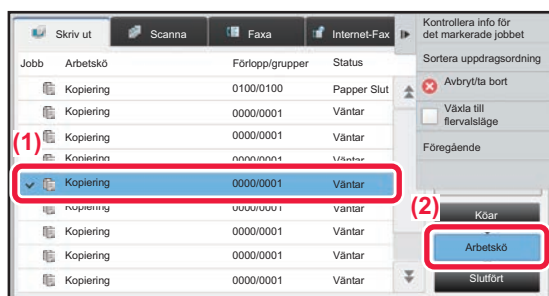 Skriv ut
Scanna
Faxa
Internet-Fax
Jobb Arbetskö Förlopp/grupper Status
Kopiering 0100/0100 Papper Slut
Kopiering 0000/0001 Väntar
Kopiering 0000/0001 Väntar
(1)
Kopiering 0000/0001 Väntar
Kopiering 0000/0001 Väntar
Kopiering 0000/0001 Väntar
Kopiering 0000/0001 Väntar
Kopiering 0000/0001 Väntar
Kopiering 0000/0001 Väntar
Kontrollera info för
det markerade jobbet
Sortera uppdragsordning
Avbryt/ta bort
Växla till
flervalsläge
Föregående
(2)
Köar
Arbetskö
Slutfört